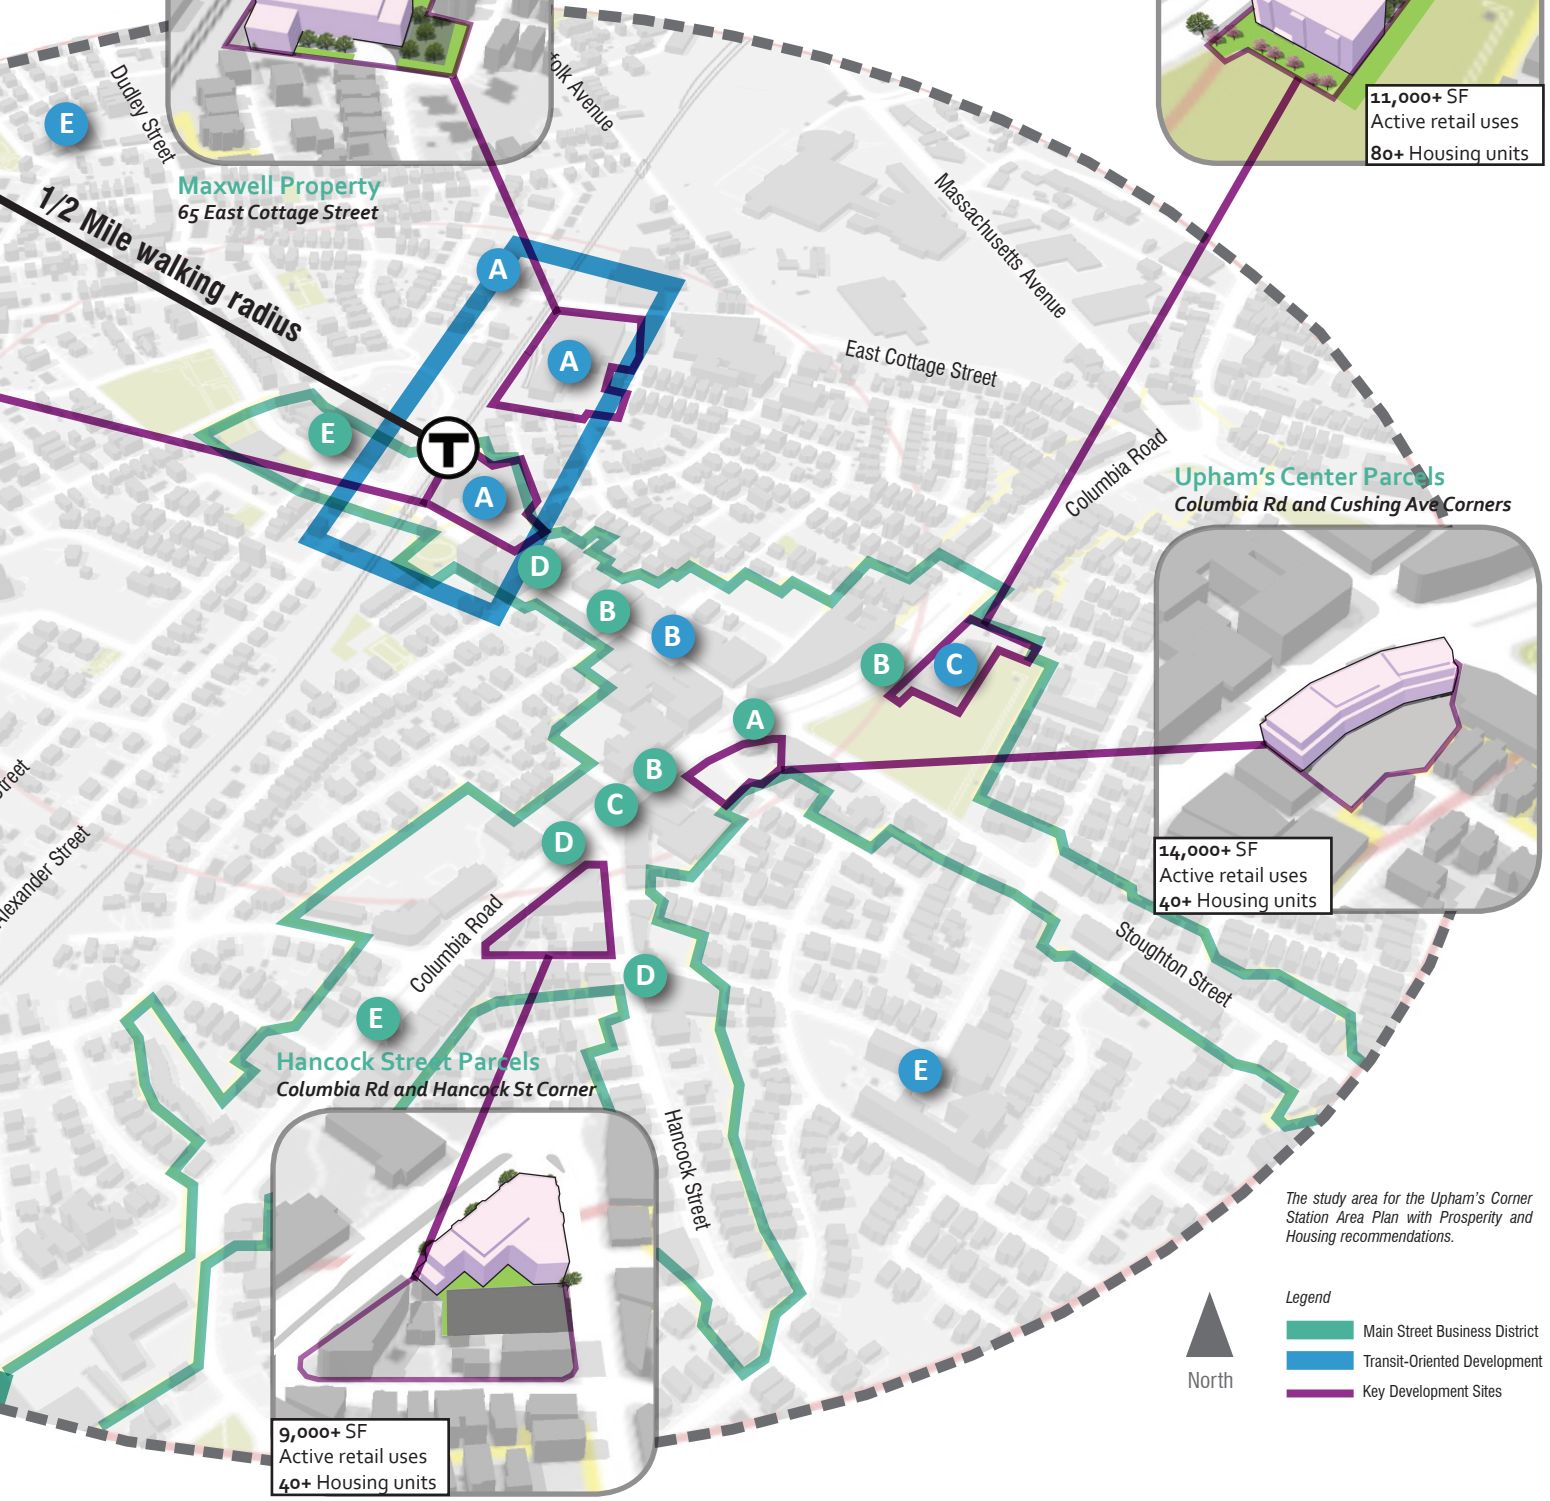 Dudley Street
folk Avenue
11,000+ SF
Active retail uses
80+ Housing units
E
Maxwell Property
65 East Cottage Street
1/2 Mile walking radius
Massachusetts Avenue
A
East Cottage Street
A
E
T
A
Columbia Road
Upham's Center Parcels
Columbia Rd and Cushing Ave Corners
D
B
B
B
C
A
B
C
D
treet
Alexander Street
14,000+ SF
Active retail uses
40+ Housing units
Columbia Road
Stoughton Street
D
E
E
Hancock Street Parcels
Columbia Rd and Hancock St Corner
Hancock Street
The study area for the Upham's Corner
Station Area Plan with Prosperity and
Housing recommendations.
Legend
Main Street Business District
Transit-Oriented Development
Key Development Sites
North
9,000+ SF
Active retail uses
40+ Housing units